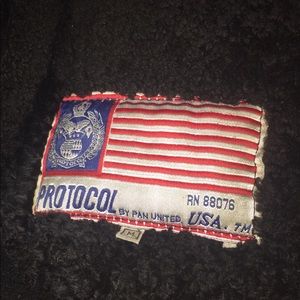 PROTOCOL
BY PAN UNITED
RN 88076
USA. TM
M